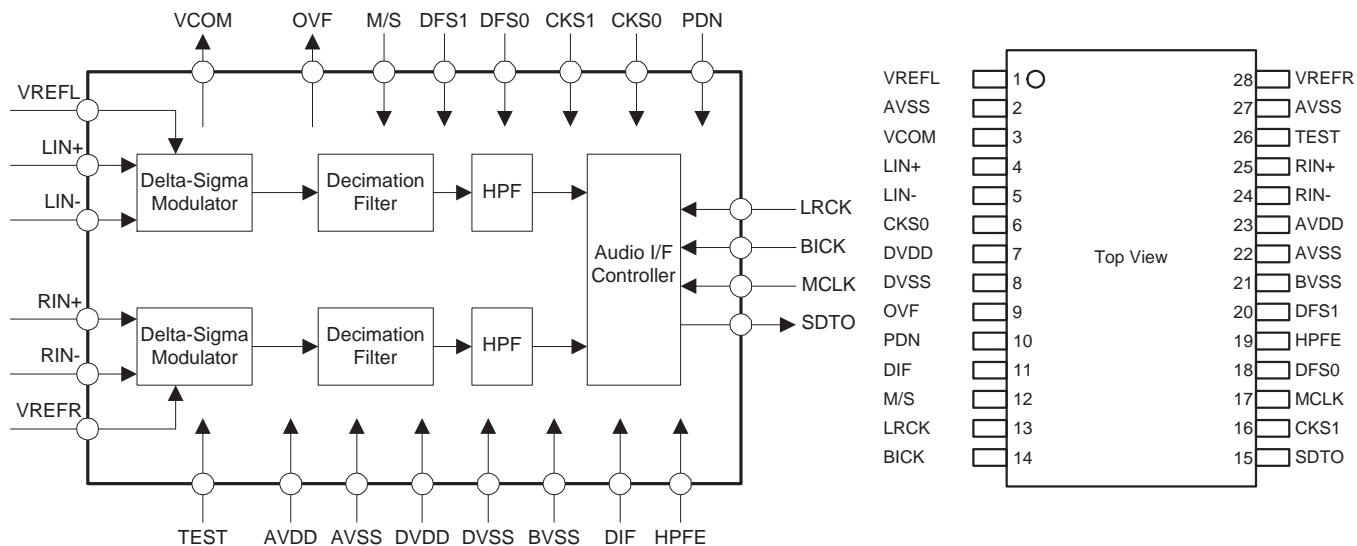 VCOM OVF M/S DFS1 DFS0 CKS1 CKS0 PDN
VREFL
LIN+
LIN-
Delta-Sigma
Modulator
Decimation
Filter
HPF
Audio I/F
Controller
LRCK
BICK
MCLK
SDTO
RIN+
RIN-
VREFR
Delta-Sigma
Modulator
Decimation
Filter
HPF
TEST AVDD AVSS DVDD DVSS BVSS DIF HPFE
Top View
VREFL 1 28 VREFR
AVSS 2 27 AVSS
VCOM 3 26 TEST
LIN+ 4 25 RIN+
LIN- 5 24 RIN-
CKS0 6 23 AVDD
DVDD 7 22 AVSS
DVSS 8 21 BVSS
OVF 9 20 DFS1
PDN 10 19 HPFE
DIF 11 18 DFS0
M/S 12 17 MCLK
LRCK 13 16 CKS1
BICK 14 15 SDTO